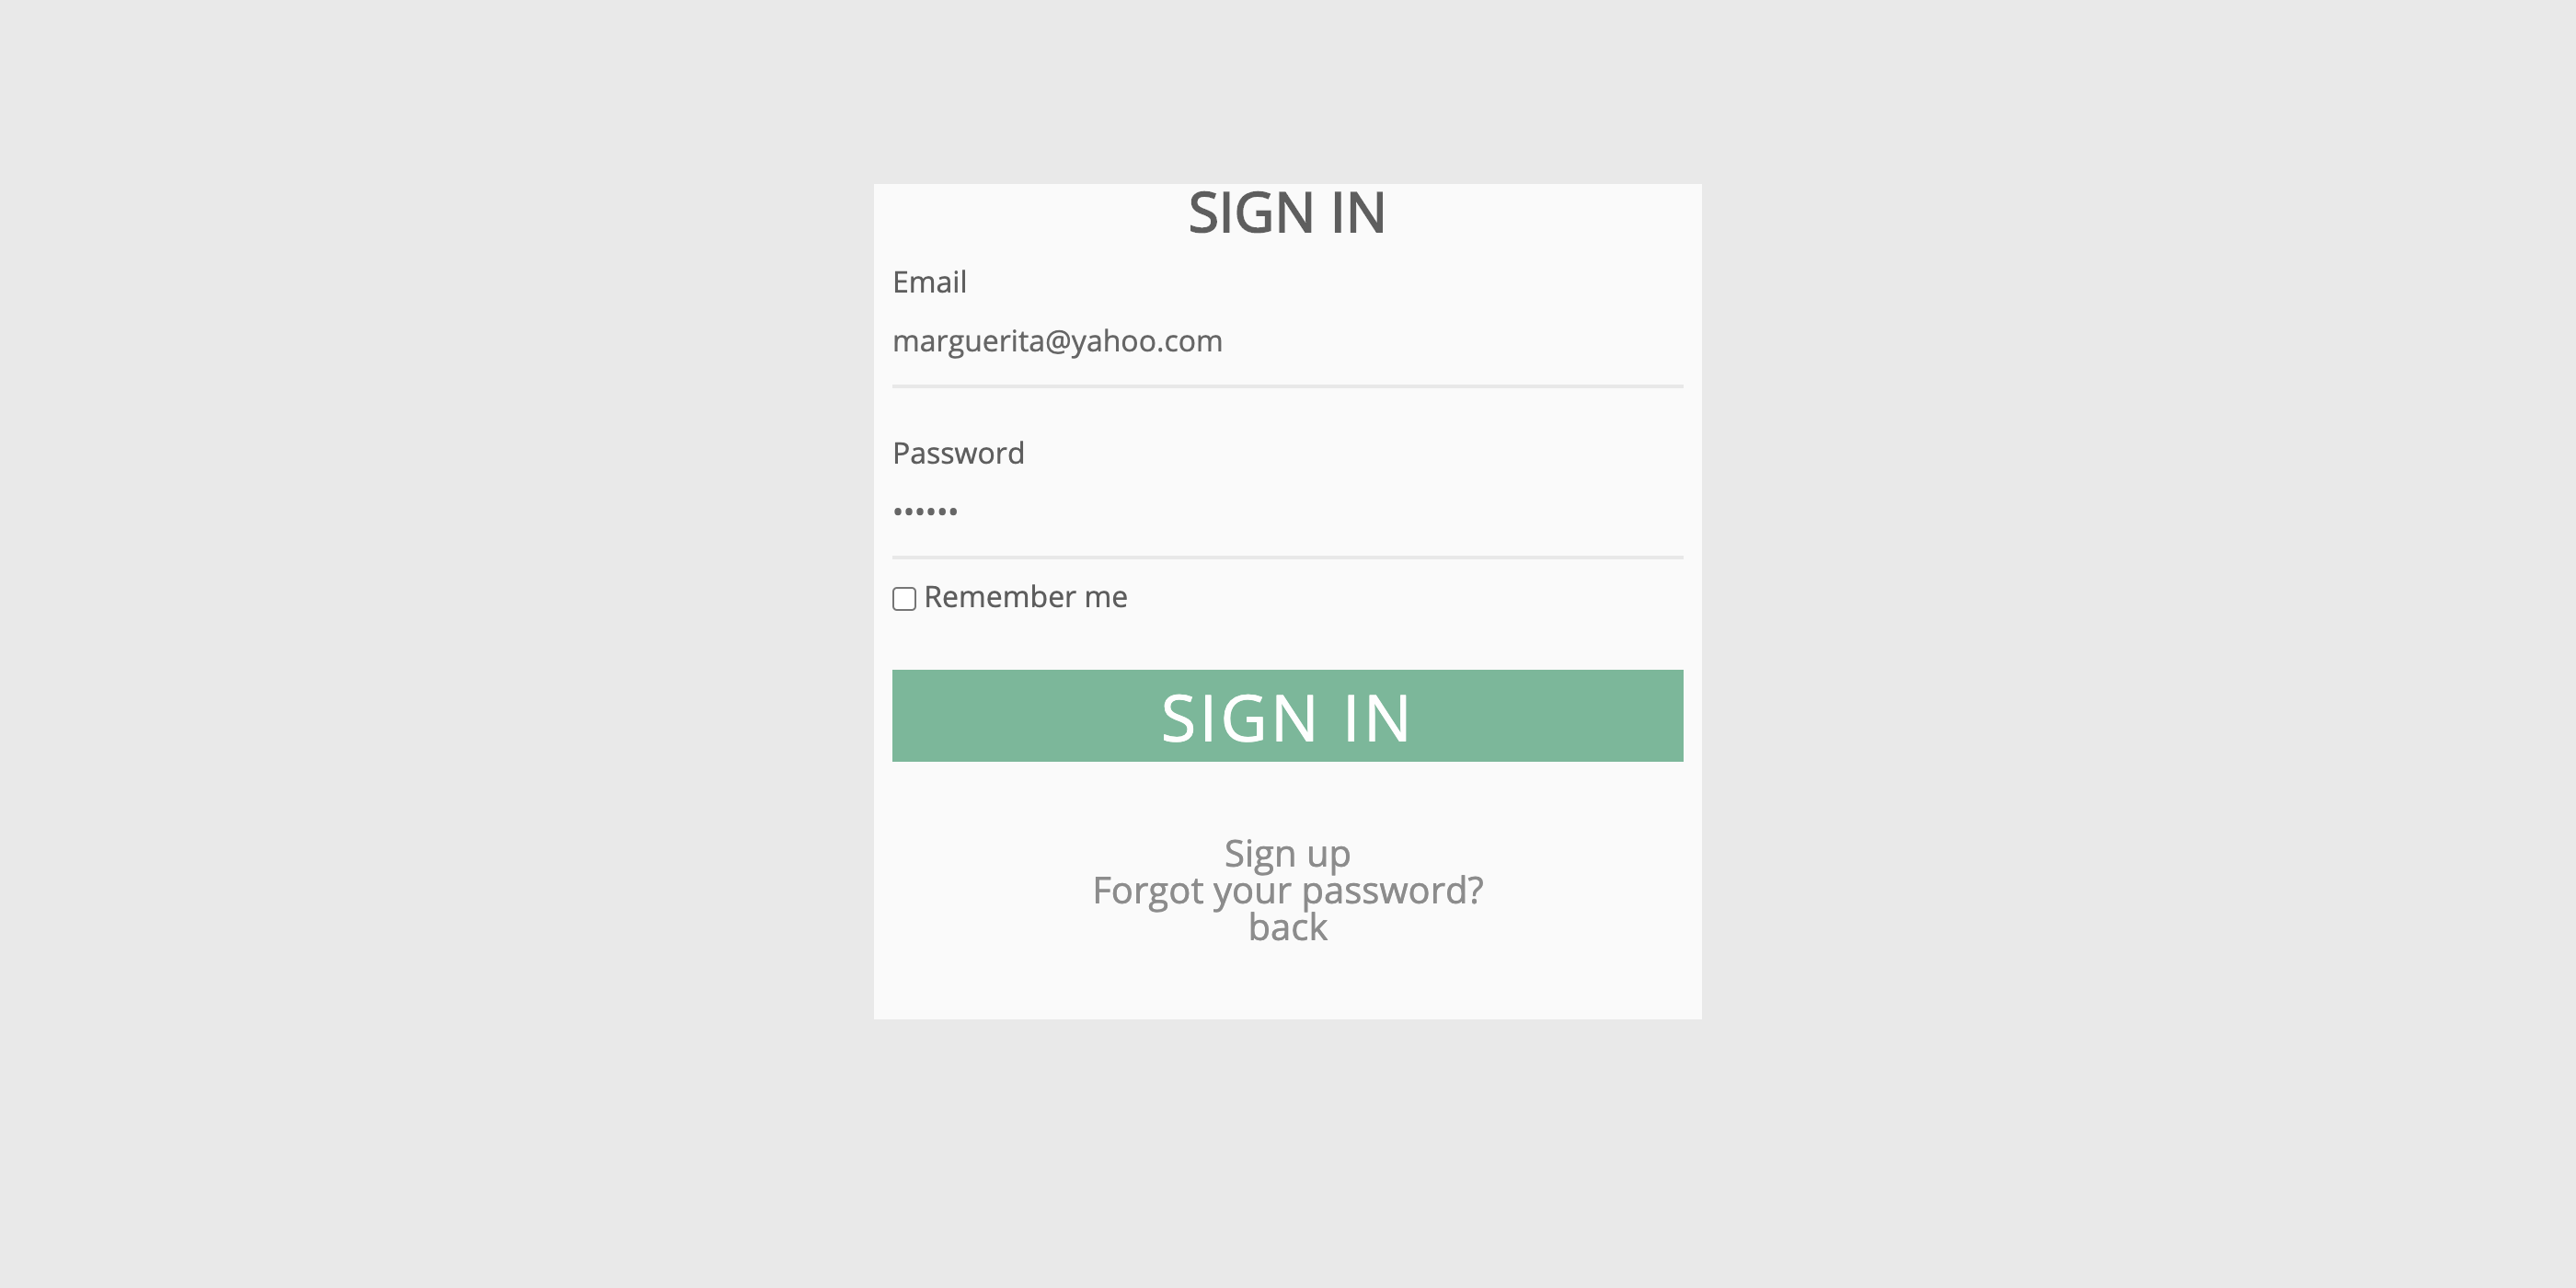 SIGN IN
Email
marguerita@yahoo.com
Password
••••••
Remember me
SIGN IN
Sign up
Forgot your password?
back